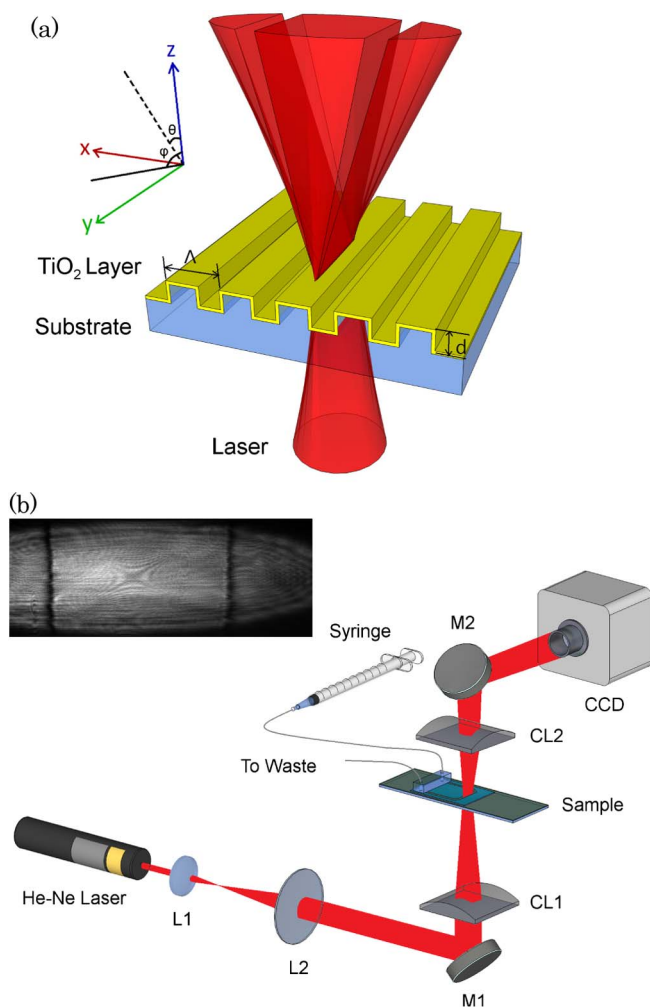 (a)
z
θ
x
φ
y
Λ
TiO₂ Layer
Substrate
d
Laser
(b)
M2
Syringe
CCD
CL2
To Waste
Sample
He-Ne Laser
CL1
L1
L2
M1